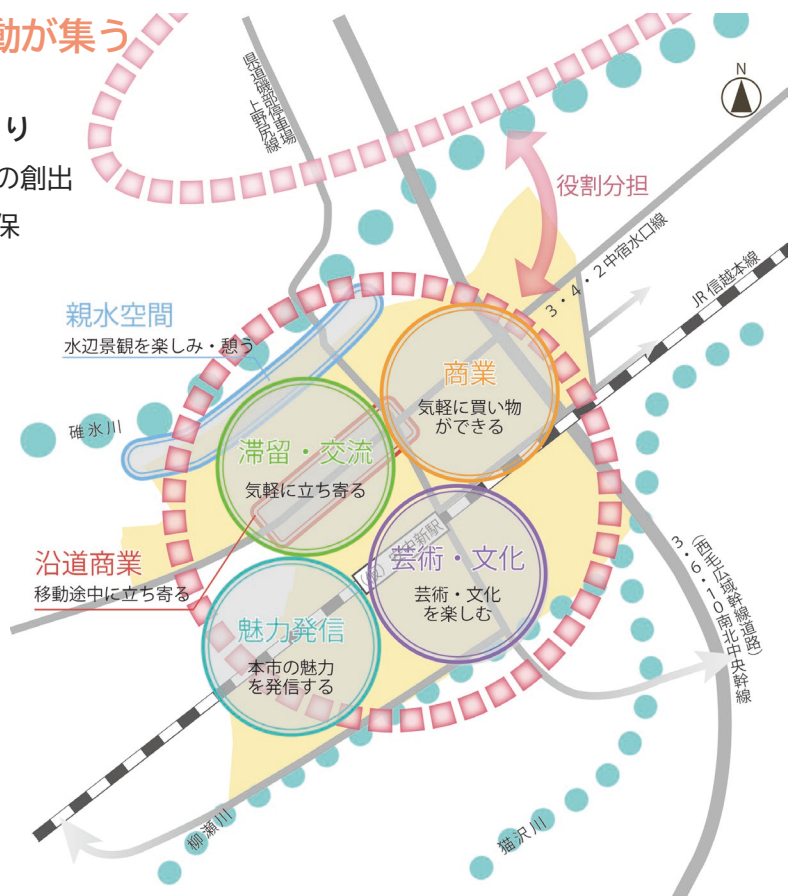 動が集う
り
の創出
保
県道磯部停車場
上野尻線
N
役割分担
3・4・2中宿水口線
JR信越本線
親水空間
水辺景観を楽しみ・憩う
碓氷川
商業
気軽に買い物
ができる
滞留・交流
気軽に立ち寄る
沿道商業
移動途中に立ち寄る
(仮)安中新駅
芸術・文化
芸術・文化
を楽しむ
魅力発信
本市の魅力
を発信する
(西毛広域幹線道路)
3・6・10南北中央幹線
柳瀬川
猫沢川